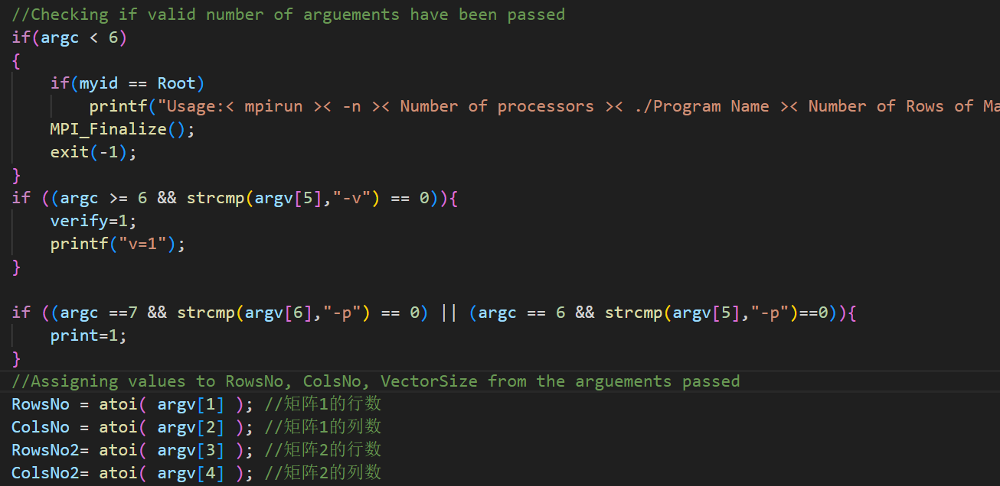 //Checking if valid number of arguements have been passed
if(argc < 6)
{
if(myid == Root)
printf("Usage:< mpirun >< -n >< Number of processors >< ./Program Name >< Number of Rows of Ma
MPI_Finalize();
exit(-1);
}
if ((argc >= 6 && strcmp(argv[5],"-v") == 0)){
verify=1;
printf("v=1");
}
if ((argc ==7 && strcmp(argv[6],"-p") == 0) || (argc == 6 && strcmp(argv[5],"-p")==0)){
print=1;
}
//Assigning values to RowsNo, ColsNo, VectorSize from the arguements passed
RowsNo = atoi( argv[1] ); //矩阵1的行数
ColsNo = atoi( argv[2] ); //矩阵1的列数
RowsNo2= atoi( argv[3] ); //矩阵2的行数
ColsNo2= atoi( argv[4] ); //矩阵2的列数